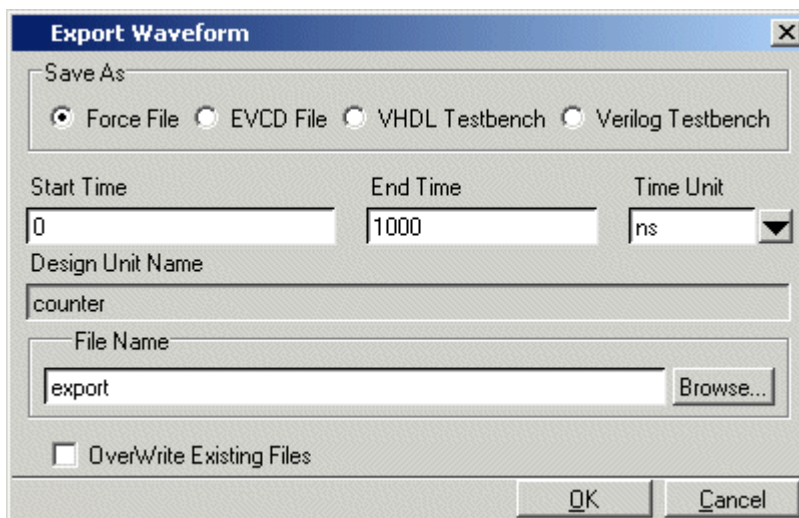 Export Waveform
Save As
Force File EVCD File VHDL Testbench Verilog Testbench
Start Time End Time Time Unit
0 1000 ns
Design Unit Name
counter
File Name
export Browse...
OverWrite Existing Files
OK Cancel